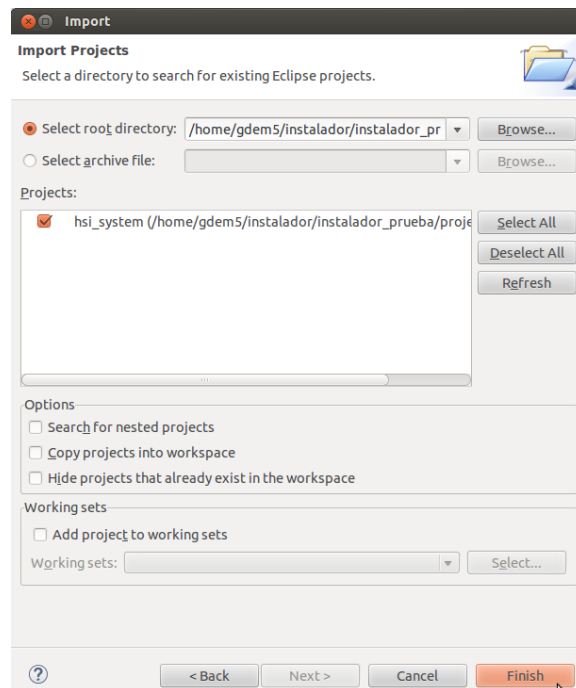 Import
Import Projects
Select a directory to search for existing Eclipse projects.
Select root directory: /home/gdem5/instalador/instalador_pr Browse...
Select archive file: Browse...
Projects:
hsi_system (/home/gdem5/instalador/instalador_prueba/proje
Select All
Deselect All
Refresh
Options
Search for nested projects
Copy projects into workspace
Hide projects that already exist in the workspace
Working sets
Add project to working sets
Working sets: Select...
? < Back Next > Cancel Finish